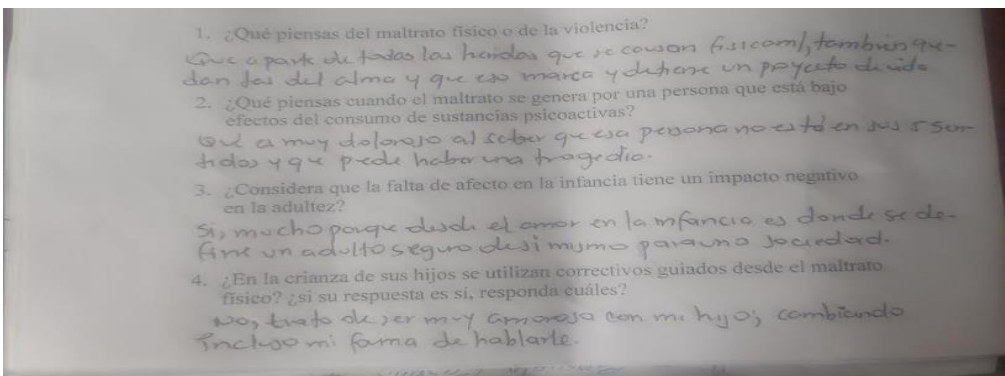 1. ¿Qué piensas del maltrato físico o de la violencia?
Que aparte de todas las heridas que se causan fisicam/, tambien que-
dan las del alma y que eso marca y detiene un proyecto de vida
2. ¿Qué piensas cuando el maltrato se genera por una persona que está bajo
efectos del consumo de sustancias psicoactivas?
Que es muy doloroso al saber que esa persona no está en sus 5 sen-
tidos y que pede haber una tragedia.
3. ¿Considera que la falta de afecto en la infancia tiene un impacto negativo
en la adultez?
Si, mucho porque desde el amor en la infancia es donde se de-
fine un adulto seguro de si mismo para una sociedad.
4. ¿En la crianza de sus hijos se utilizan correctivos guiados desde el maltrato
físico? ¿si su respuesta es sí, responda cuáles?
No, trato de ser muy amorosa con mi hijo; cambiando
incluso mi forma de hablarle.